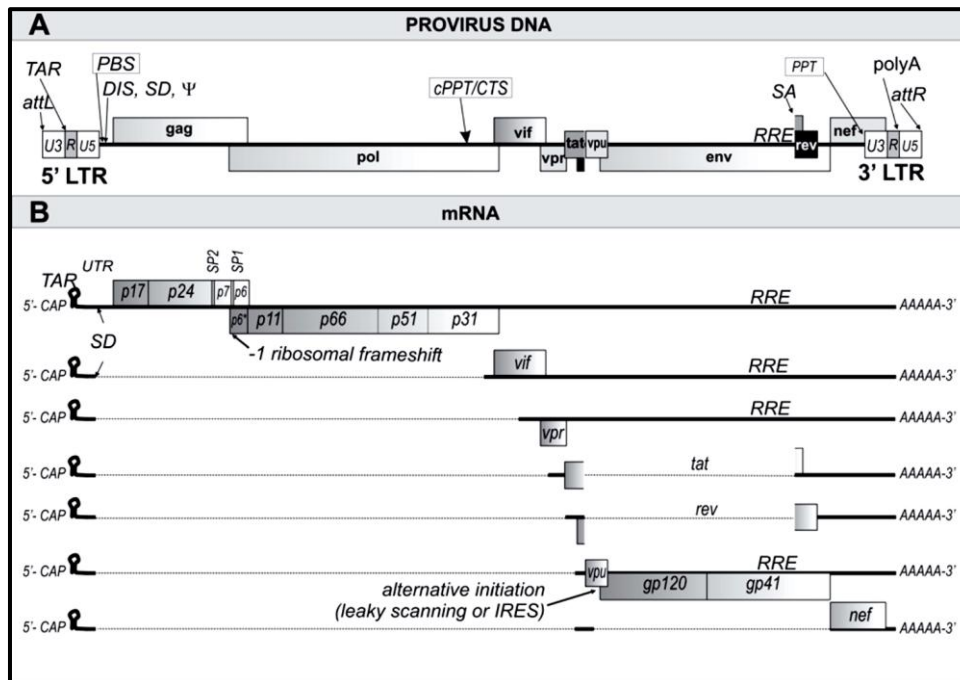 A PROVIRUS DNA
TAR PBS cPPT/CTS PPT polyA
DIS, SD, Ψ SA attR
attL
gag vif RRE nef
U3 R U5 tat vpu rev U3 R U5
pol vpr env
5' LTR 3' LTR
B mRNA
UTR SP2 SP1
TAR p17 p24 p7 p6 RRE
5'- CAP AAAAA-3'
p6* p11 p66 p51 p31
SD -1 ribosomal frameshift
vif RRE
5'- CAP AAAAA-3'
RRE
5'- CAP AAAAA-3'
vpr
5'- CAP tat AAAAA-3'
5'- CAP rev AAAAA-3'
RRE
5'- CAP vpu AAAAA-3'
alternative initiation gp120 gp41
(leaky scanning or IRES) nef
5'- CAP AAAAA-3'